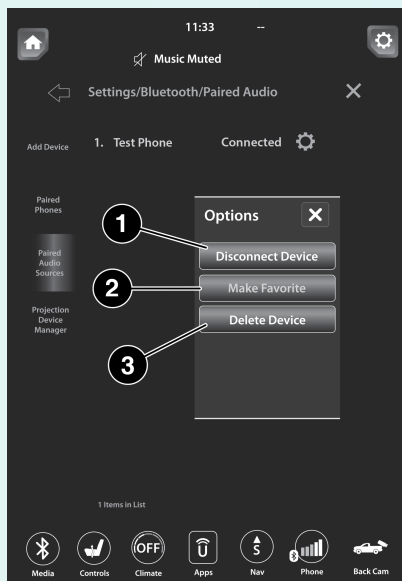 11:33 --
Music Muted
Settings/Bluetooth/Paired Audio
Add Device
1. Test Phone Connected
Paired
Phones
Options
1
Disconnect Device
Paired
Audio
Sources
2
Make Favorite
Projection
Device
Manager
Delete Device
3
1 Items in List
OFF
S
Media
Controls
Climate
Apps
Nav
Phone
Back Cam